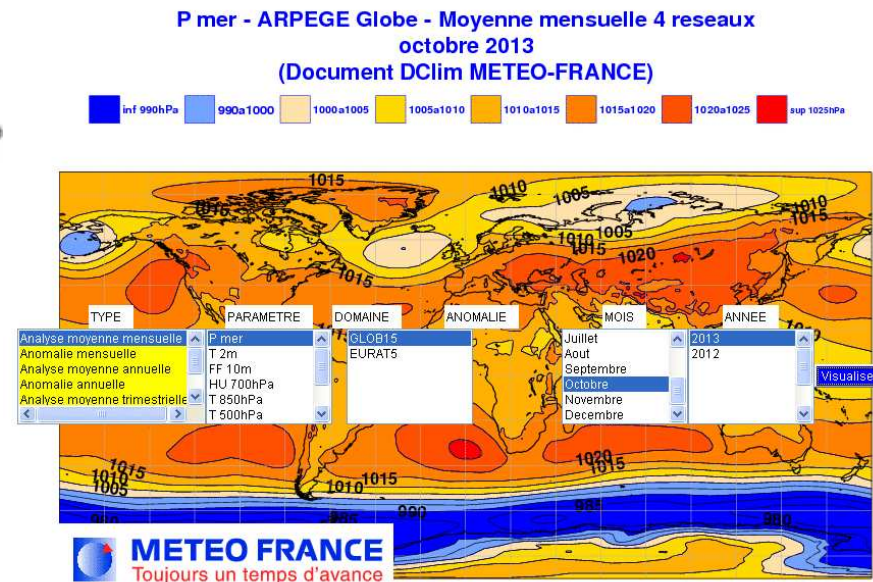 P mer - ARPEGE Globe - Moyenne mensuelle 4 reseaux
octobre 2013
(Document DClim METEO-FRANCE)
inf 990hPa 990a1000 1000a1005 1005a1010 1010a1015 1015a1020 1020a1025 sup 1025hPa
1015
1010
1005
1010
1015
1015
1010
1005
1015
1020
1015
TYPE PARAMETRE DOMAINE ANOMALIE MOIS ANNEE
Analyse moyenne mensuelle P mer GLOB15 Juillet 2013
Anomalie mensuelle T 2m EURAT5 Aout 2012
Analyse moyenne annuelle FF 10m Septembre
Anomalie annuelle HU 700hPa Octobre Visualise
Analyse moyenne trimestrielle T 850hPa Novembre
T 500hPa Decembre
1020
1015
1015
1010
1005
1015
1010
985
990
980
METEO FRANCE
Toujours un temps d'avance